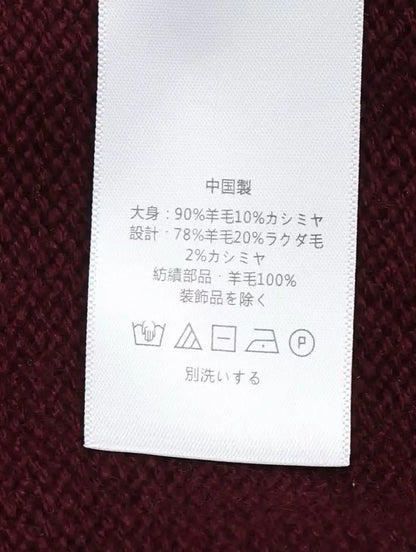 中国製
大身：90%羊毛10%カシミヤ
設計：78%羊毛20%ラクダ毛
2%カシミヤ
紡績部品：羊毛100%
装飾品を除く
P
別洗いする